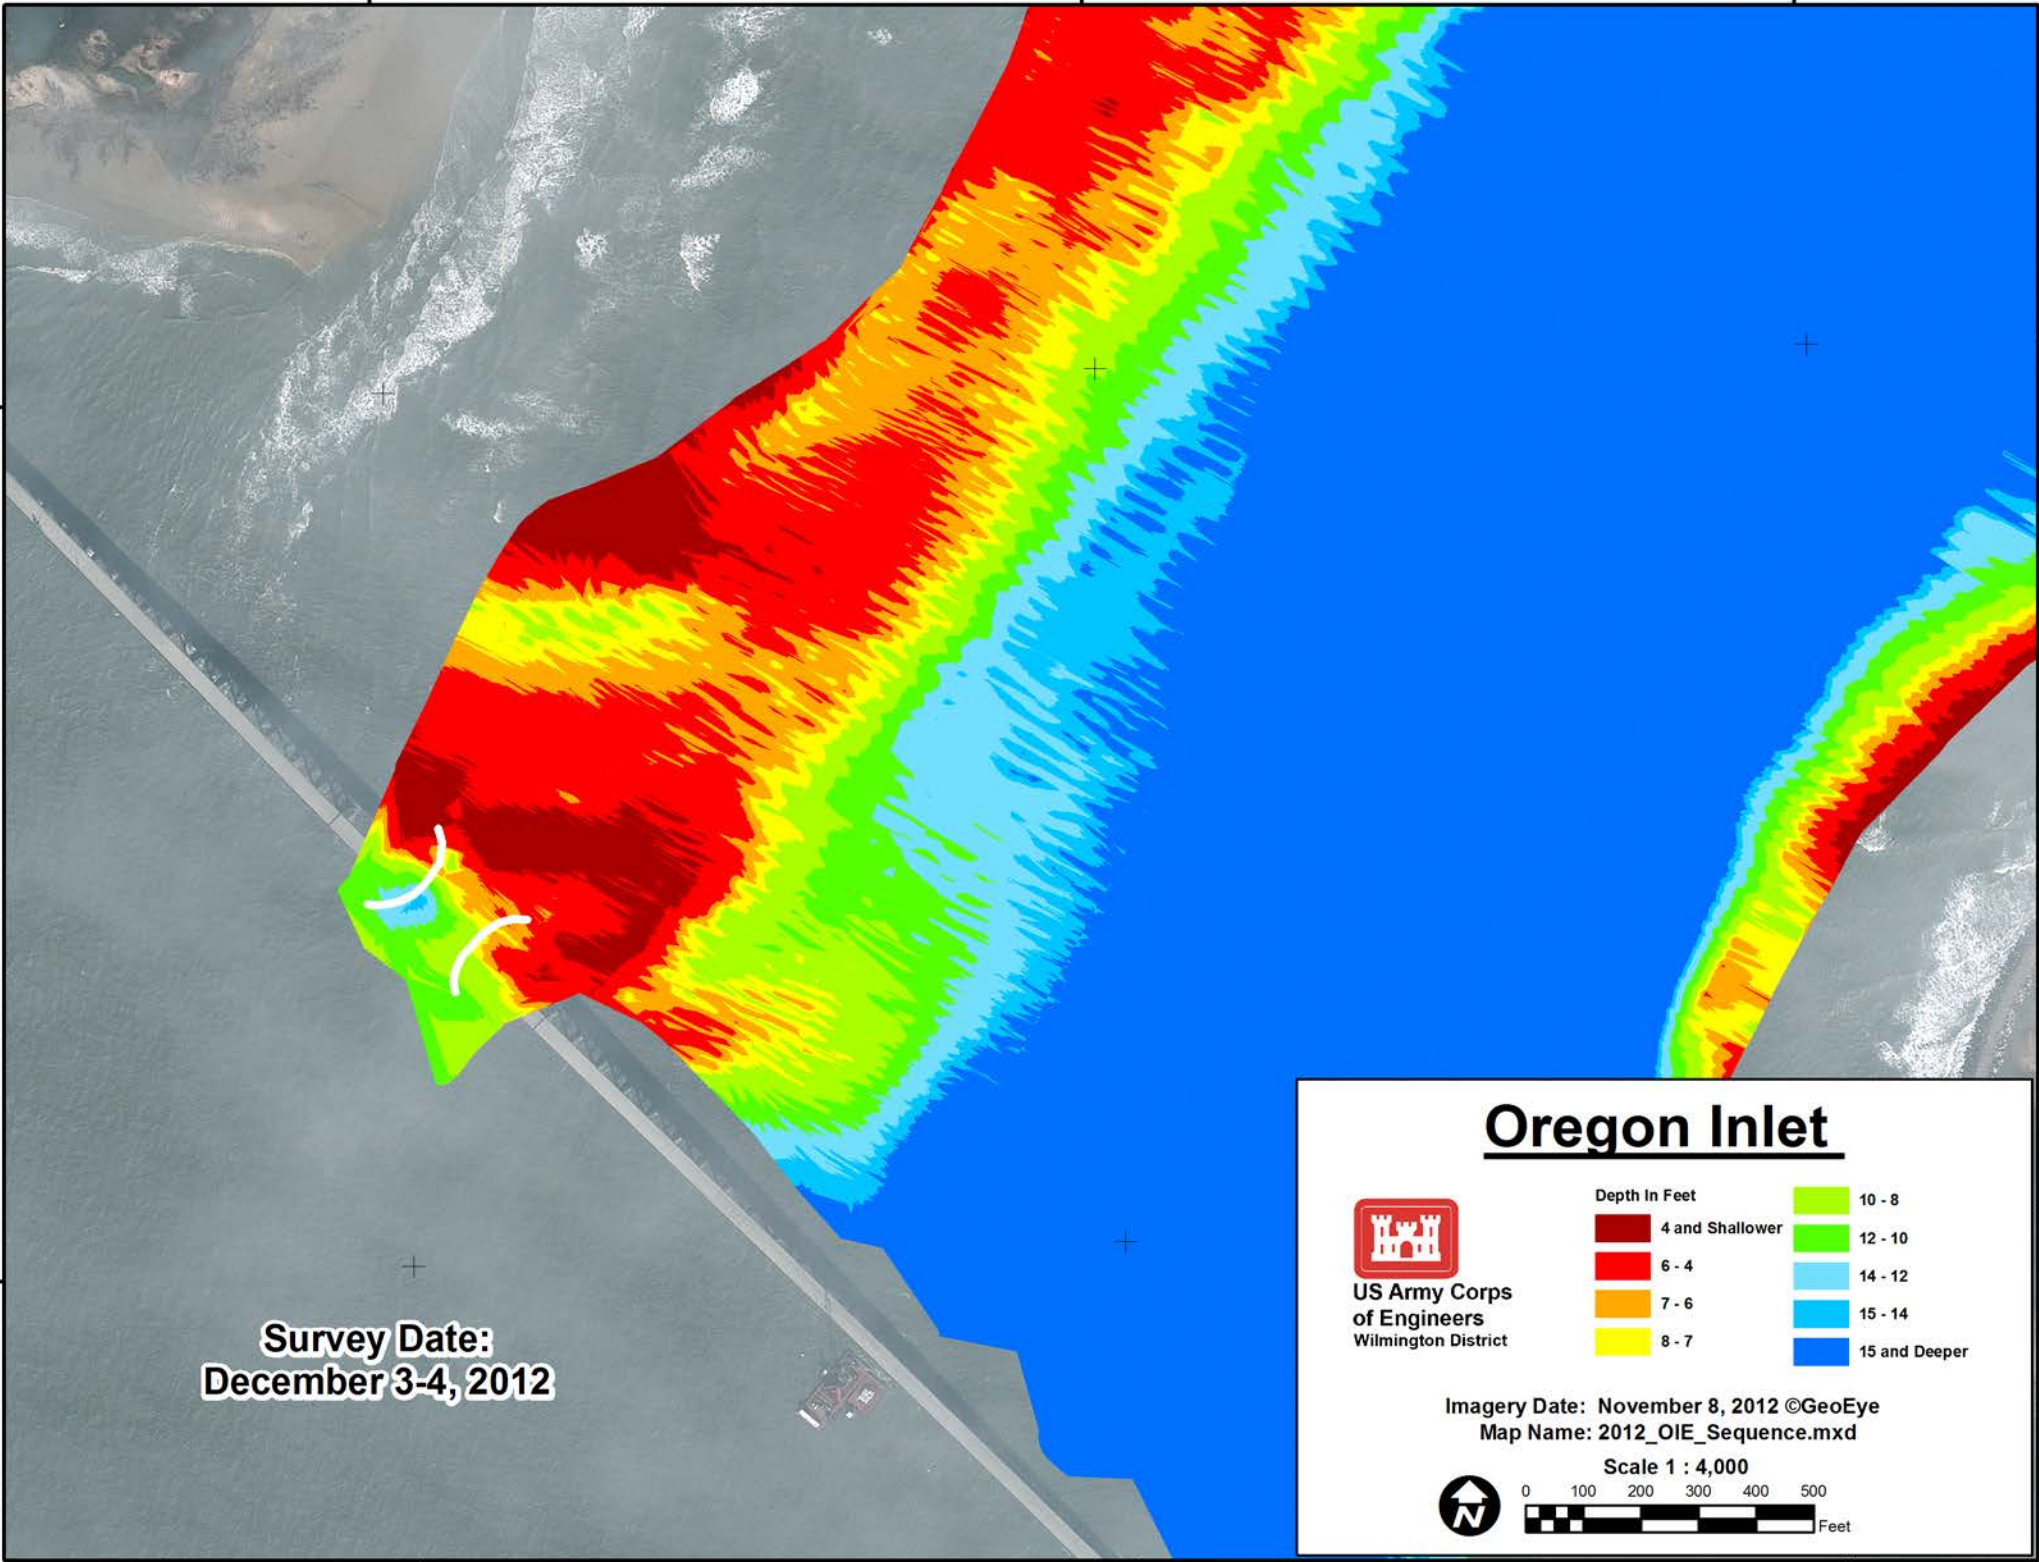 Survey Date:
December 3-4, 2012
Oregon Inlet
US Army Corps
of Engineers
Wilmington District
Depth In Feet
4 and Shallower
6 - 4
7 - 6
8 - 7
10 - 8
12 - 10
14 - 12
15 - 14
15 and Deeper
Imagery Date: November 8, 2012 ©GeoEye
Map Name: 2012_OIE_Sequence.mxd
Scale 1 : 4,000
N
0 100 200 300 400 500
Feet